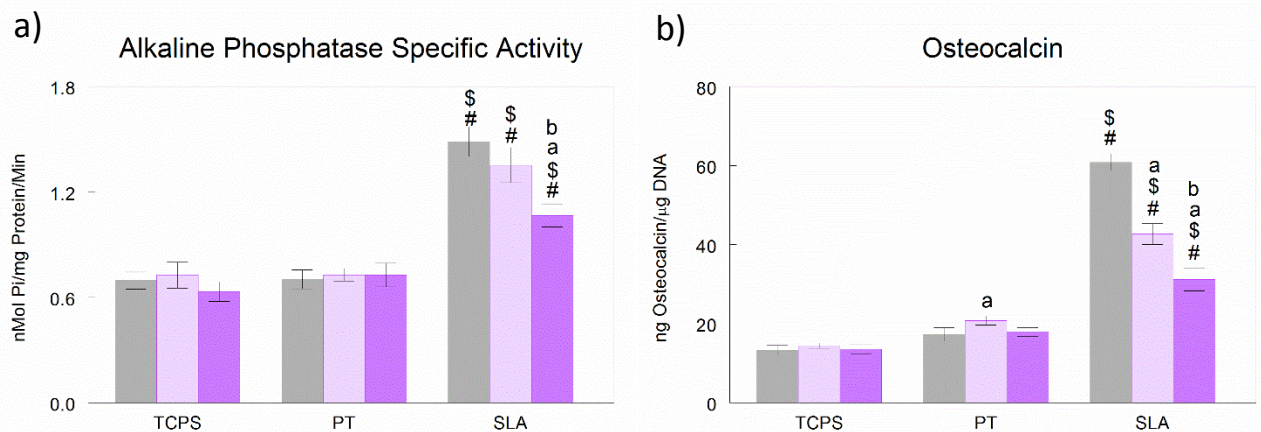 a)
Alkaline Phosphatase Specific Activity
nMol Pi/mg Protein/Min
1.8
1.2
0.6
0.0
$
#
$
#
b
a
$
#
TCPS
PT
SLA
b)
Osteocalcin
ng Osteocalcin/µg DNA
80
60
40
20
0
a
$
#
a
$
#
b
a
$
#
TCPS
PT
SLA